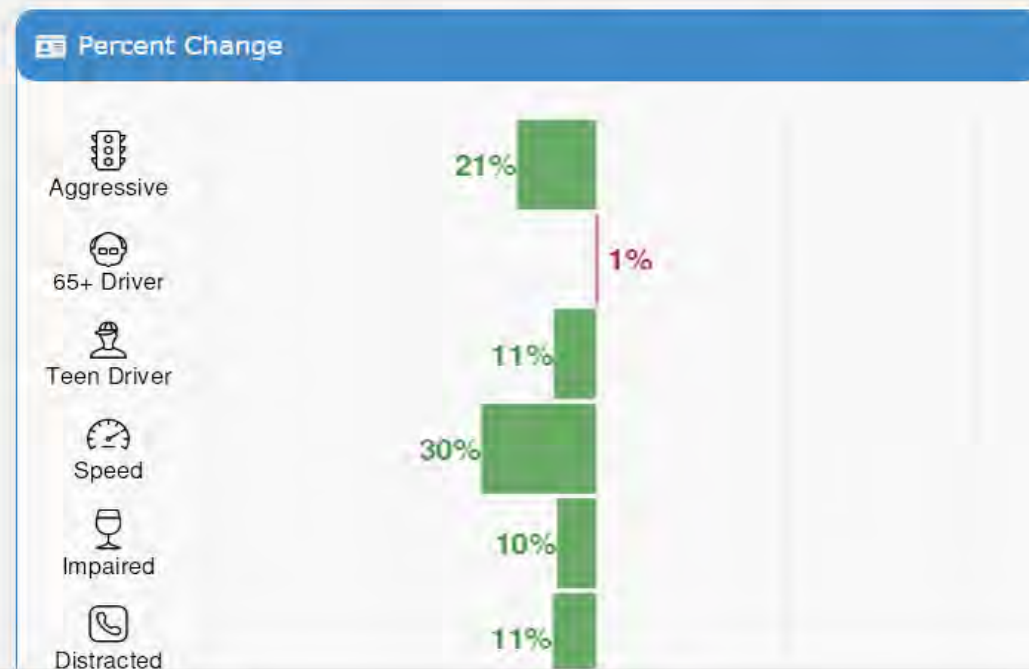 Percent Change
21%
Aggressive
1%
65+ Driver
11%
Teen Driver
30%
Speed
10%
Impaired
11%
Distracted